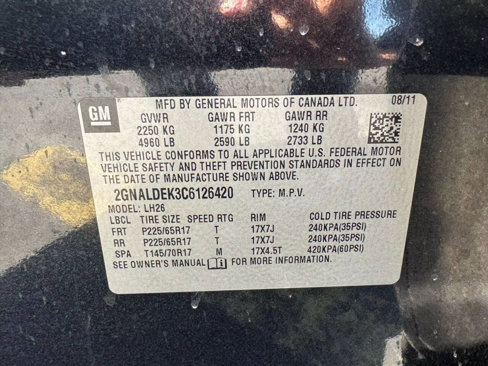 GM
MFD BY GENERAL MOTORS OF CANADA LTD. 08/11
GVWR GAWR FRT GAWR RR
2250 KG 1175 KG 1240 KG
4960 LB 2590 LB 2733 LB
THIS VEHICLE CONFORMS TO ALL APPLICABLE U.S. FEDERAL MOTOR
VEHICLE SAFETY AND THEFT PREVENTION STANDARDS IN EFFECT ON
THE DATE OF MANUFACTURE SHOWN ABOVE.
2GNALDEK3C6126420 TYPE: M.P.V.
MODEL: LH26
LBCL TIRE SIZE SPEED RTG RIM COLD TIRE PRESSURE
FRT P225/65R17 T 17X7J 240KPA(35PSI)
RR P225/65R17 T 17X7J 240KPA(35PSI)
SPA T145/70R17 M 17X4.5T 420KPA(60PSI)
SEE OWNER'S MANUAL FOR MORE INFORMATION.